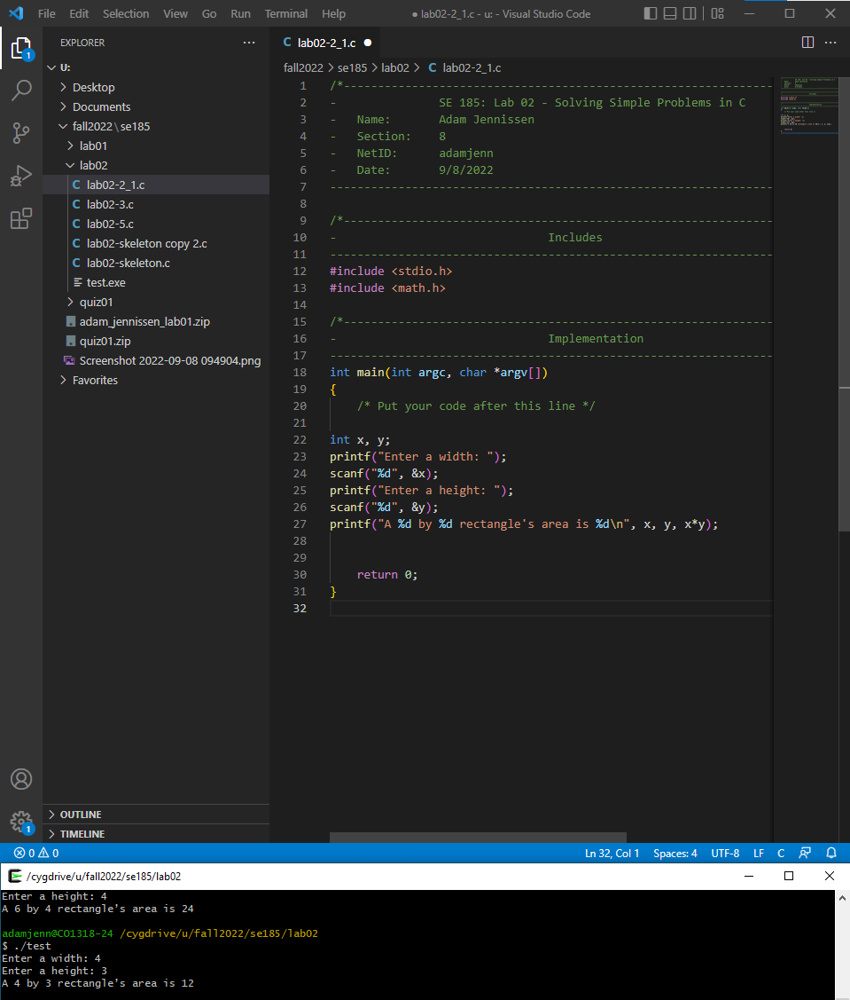 File Edit Selection View Go Run Terminal Help ● lab02-2_1.c - u: - Visual Studio Code
EXPLORER ···
U:
Desktop
Documents
fall2022 \ se185
lab01
lab02
C lab02-2_1.c
C lab02-3.c
C lab02-5.c
C lab02-skeleton copy 2.c
C lab02-skeleton.c
test.exe
quiz01
adam_jennissen_lab01.zip
quiz01.zip
Screenshot 2022-09-08 094904.png
Favorites
OUTLINE
TIMELINE
1
1
C lab02-2_1.c ●
fall2022 > se185 > lab02 > C lab02-2_1.c
1 /*---------------------------------------------------------------
2 - SE 185: Lab 02 - Solving Simple Problems in C
3 - Name: Adam Jennissen
4 - Section: 8
5 - NetID: adamjenn
6 - Date: 9/8/2022
7 -----------------------------------------------------------------
8
9 /*---------------------------------------------------------------
10 - Includes
11 -----------------------------------------------------------------
12 #include <stdio.h>
13 #include <math.h>
14
15 /*---------------------------------------------------------------
16 - Implementation
17 -----------------------------------------------------------------
18 int main(int argc, char *argv[])
19 {
20 /* Put your code after this line */
21
22 int x, y;
23 printf("Enter a width: ");
24 scanf("%d", &x);
25 printf("Enter a height: ");
26 scanf("%d", &y);
27 printf("A %d by %d rectangle's area is %d\n", x, y, x*y);
28
29
30 return 0;
31 }
32
0 0 Ln 32, Col 1 Spaces: 4 UTF-8 LF C
/cygdrive/u/fall2022/se185/lab02
Enter a height: 4
A 6 by 4 rectangle's area is 24
adamjenn@CO1318-24 /cygdrive/u/fall2022/se185/lab02
$ ./test
Enter a width: 4
Enter a height: 3
A 4 by 3 rectangle's area is 12